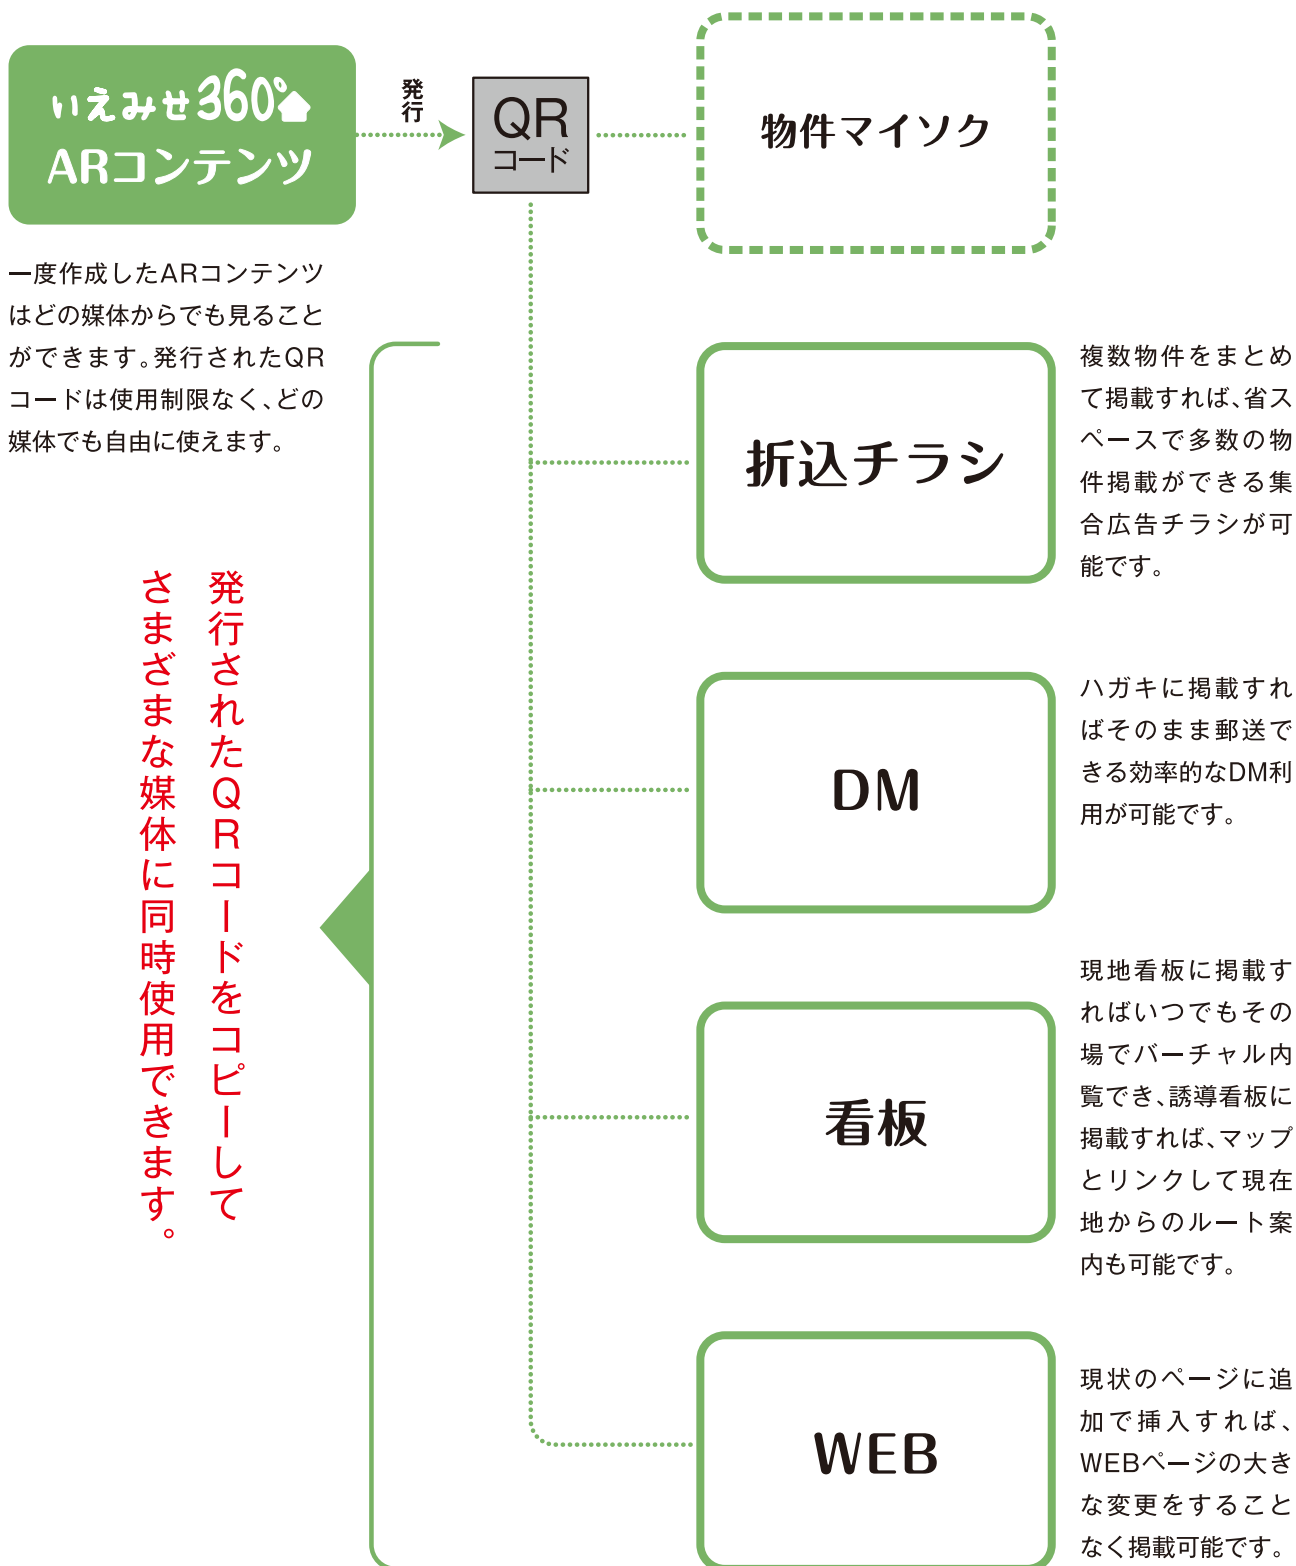 いえみせ360°
ARコンテンツ
発行
QR
コード
物件マイソク
一度作成したARコンテンツ
はどの媒体からでも見ること
ができます。発行されたQR
コードは使用制限なく、どの
媒体でも自由に使えます。
発行されたQRコードをコピーして
さまざまな媒体に同時使用できます。
折込チラシ
複数物件をまとめ
て掲載すれば、省ス
ペースで多数の物
件掲載ができる集
合広告チラシが可
能です。
DM
ハガキに掲載すれ
ばそのまま郵送で
きる効率的なDM利
用が可能です。
看板
現地看板に掲載す
ればいつでもその
場でバーチャル内
覧でき、誘導看板に
掲載すれば、マップ
とリンクして現在
地からのルート案
内も可能です。
WEB
現状のページに追
加で挿入すれば、
WEBページの大き
な変更をすること
なく掲載可能です。